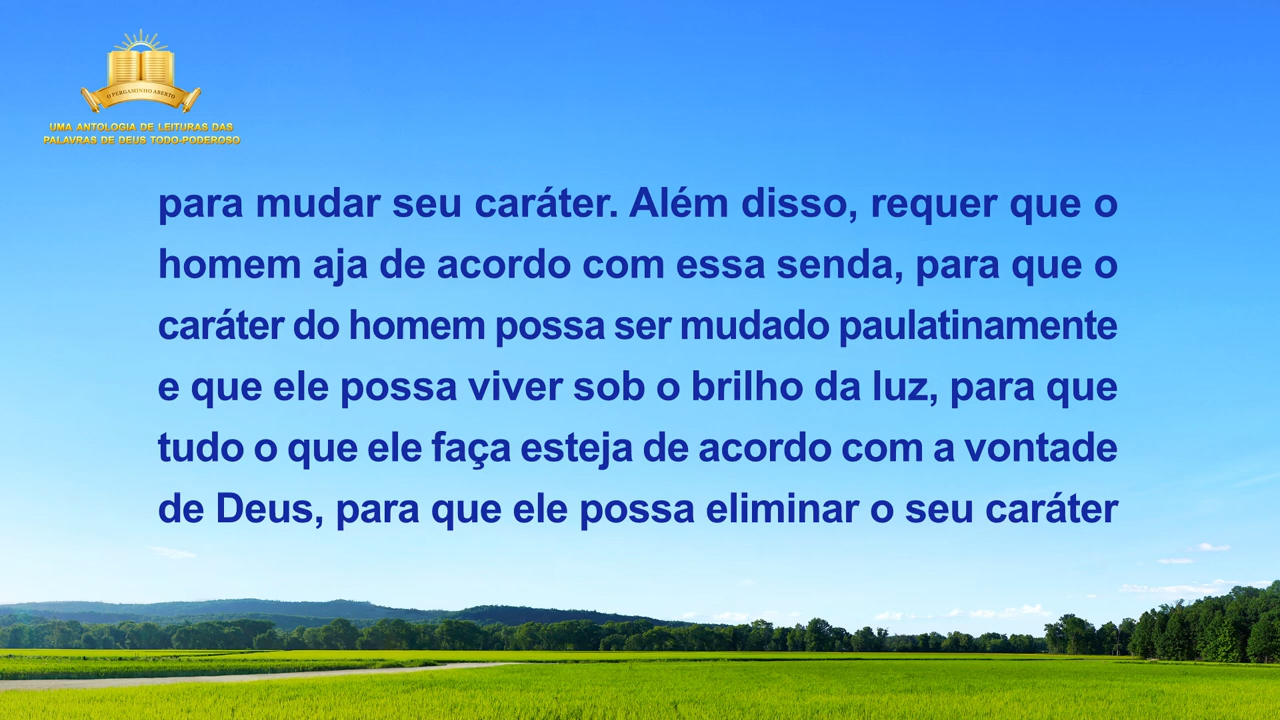 O PERGAMINHO ABERTO
UMA ANTOLOGIA DE LEITURAS DAS
PALAVRAS DE DEUS TODO-PODEROSO
para mudar seu caráter. Além disso, requer que o
homem aja de acordo com essa senda, para que o
caráter do homem possa ser mudado paulatinamente
e que ele possa viver sob o brilho da luz, para que
tudo o que ele faça esteja de acordo com a vontade
de Deus, para que ele possa eliminar o seu caráter